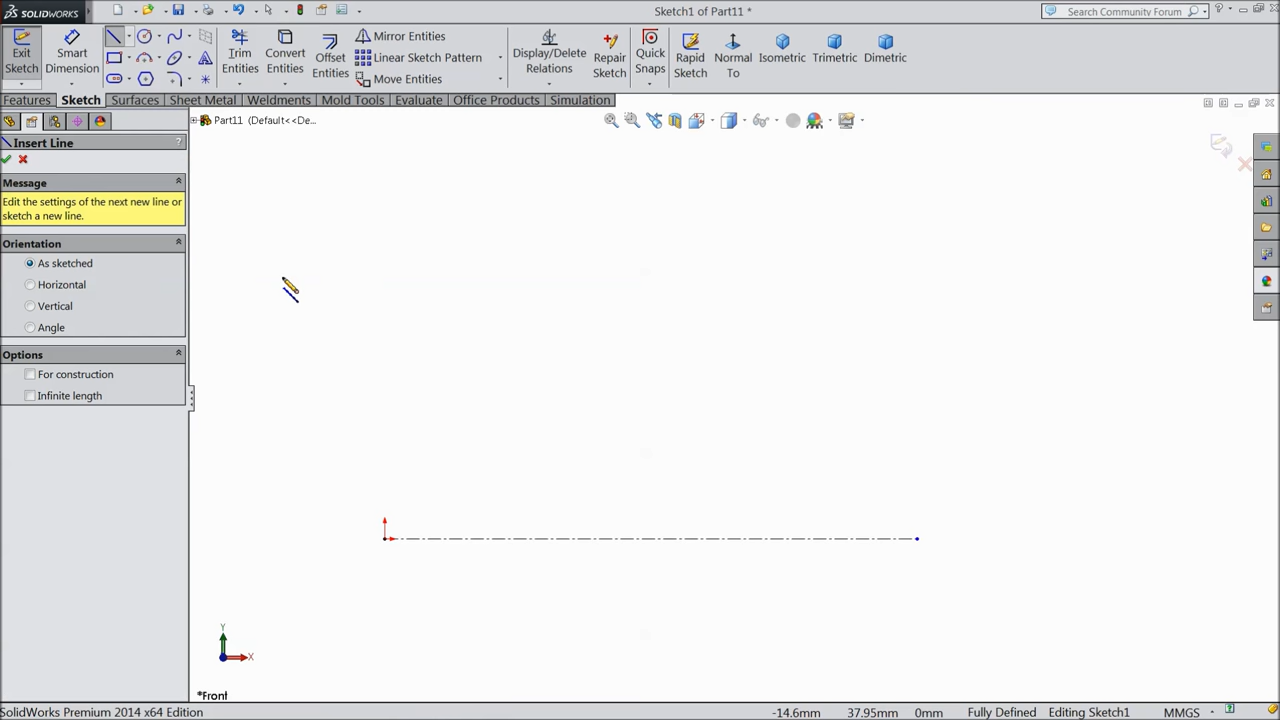 SOLIDWORKS
Sketch1 of Part11 *
Search Community Forum
Exit Sketch
Smart Dimension
Trim Entities
Convert Entities
Offset Entities
Mirror Entities
Linear Sketch Pattern
Move Entities
Display/Delete Relations
Repair Sketch
Quick Snaps
Rapid Sketch
Normal To
Isometric
Trimetric
Dimetric
Features
Sketch
Surfaces
Sheet Metal
Weldments
Mold Tools
Evaluate
Office Products
Simulation
Part11 (Default<<De...
Insert Line
?
Message
Edit the settings of the next new line or
sketch a new line.
Orientation
As sketched
Horizontal
Vertical
Angle
Options
For construction
Infinite length
Y
X
*Front
SolidWorks Premium 2014 x64 Edition
-14.6mm
37.95mm
0mm
Fully Defined
Editing Sketch1
MMGS